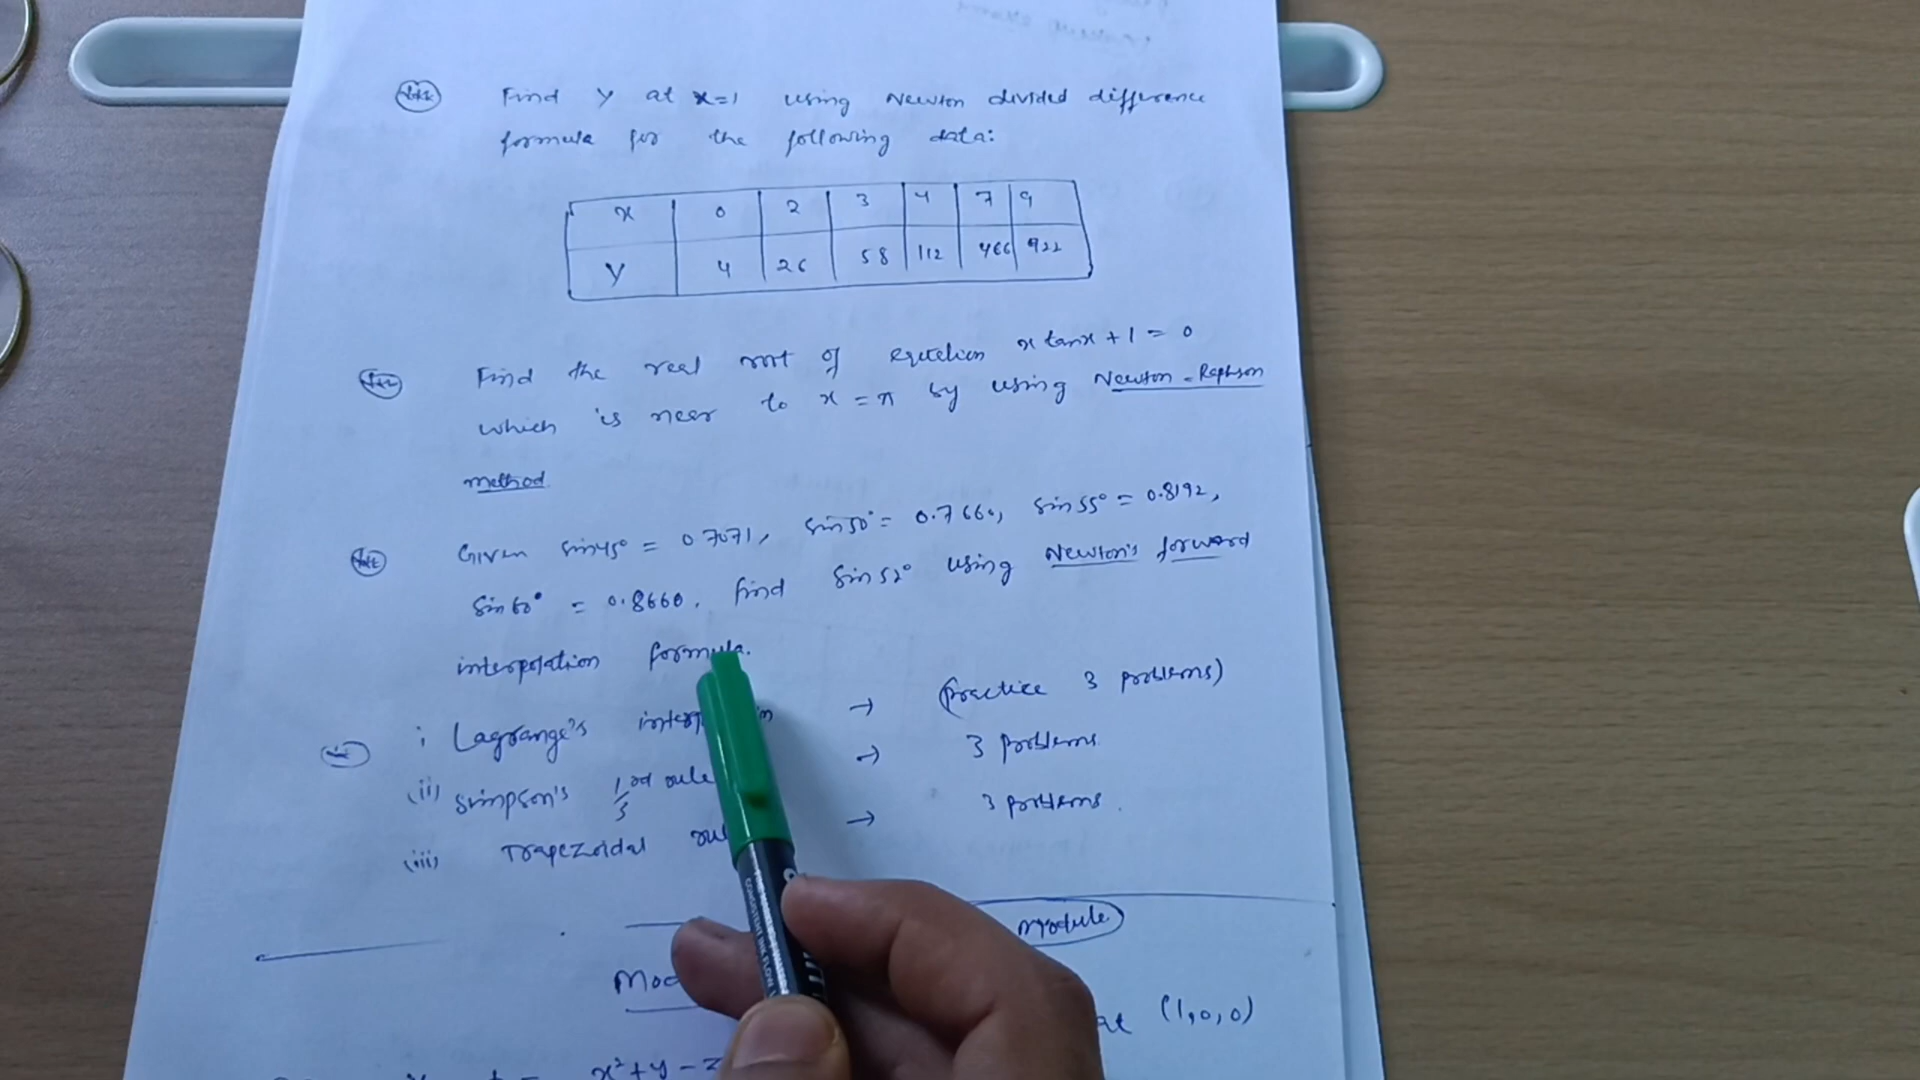 Find y at x=1 using Newton divided difference
formula for the following data:
x 0 2 3 4 7 9
y 4 26 58 112 466 922
Find the real root of equation x tanx + 1 = 0
which is near to x = π by using Newton-Raphson
method.
Given sin45° = 0.7071, sin50° = 0.7660, sin55° = 0.8192,
sin60° = 0.8660. find sin52° using Newton's forward
interpolation formula.
i Lagrange's → (practice 3 problems)
(ii) Simpson's 1/3rd rule → 3 problems
(iii) Trapezoidal → 3 problems.
module
at (1,0,0)
x²+y-z